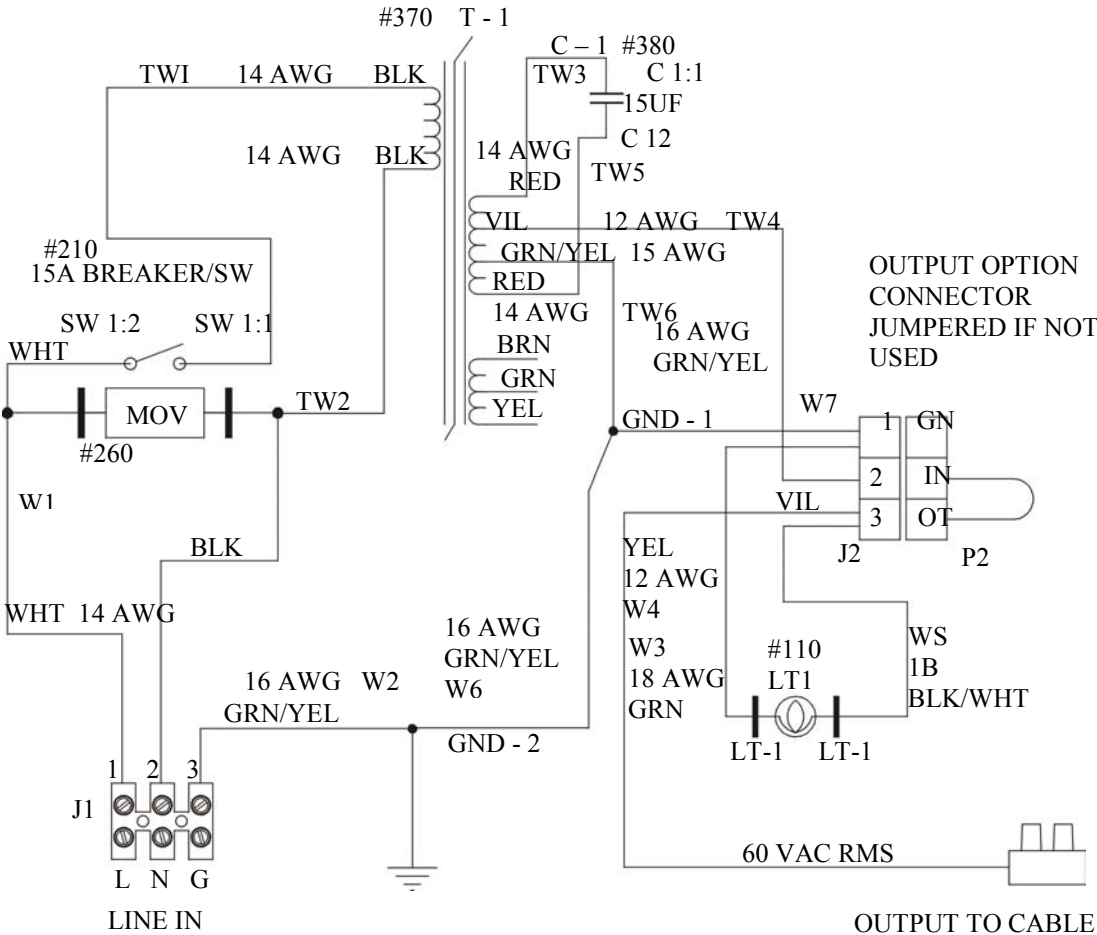 #370 T - 1
C – 1 #380
TWI 14 AWG BLK
TW3
C 1:1
15UF
C 12
14 AWG BLK
14 AWG
RED
TW5
VIL 12 AWG TW4
GRN/YEL 15 AWG
RED
14 AWG
TW6
#210
15A BREAKER/SW
SW 1:2 SW 1:1
WHT
MOV
TW2
#260
BRN
GRN
YEL
16 AWG
GRN/YEL
OUTPUT OPTION
CONNECTOR
JUMPERED IF NOT
USED
GND - 1
W7
1 GN
2 IN
3 OT
J2 P2
VIL
W1
BLK
WHT 14 AWG
YEL
12 AWG
W4
W3
18 AWG
GRN
16 AWG
GRN/YEL
W6
16 AWG W2
GRN/YEL
GND - 2
#110
LT1
LT-1 LT-1
WS
1B
BLK/WHT
1 2 3
J1
L N G
LINE IN
60 VAC RMS
OUTPUT TO CABLE